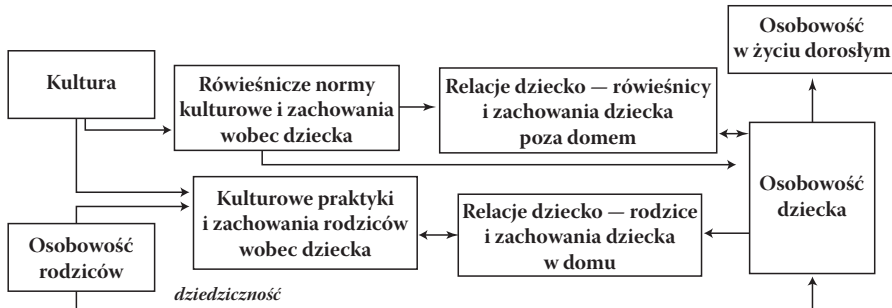 Osobowość
w życiu dorosłym
Kultura
Rówieśnicze normy
kulturowe i zachowania
wobec dziecka
Relacje dziecko — rówieśnicy
i zachowania dziecka
poza domem
Osobowość
dziecka
Kulturowe praktyki
i zachowania rodziców
wobec dziecka
Relacje dziecko — rodzice
i zachowania dziecka
w domu
Osobowość
rodziców
dziedziczność